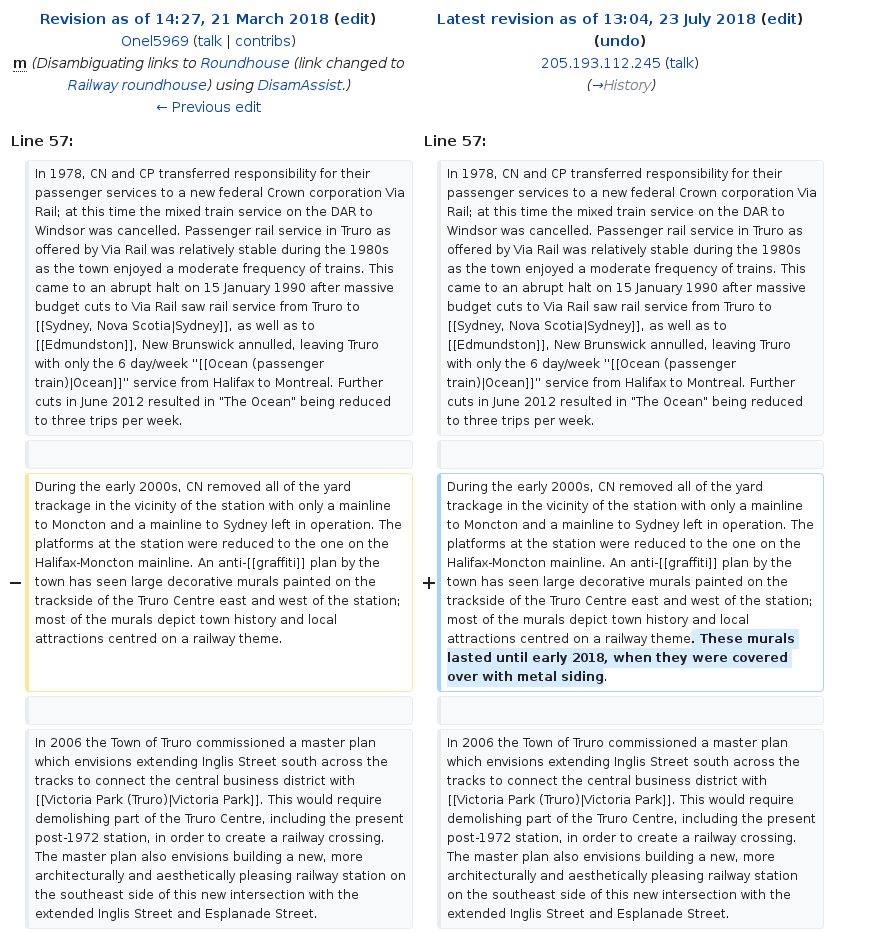 Revision as of 14:27, 21 March 2018 (edit)
Onel5969 (talk | contribs)
m (Disambiguating links to Roundhouse (link changed to
Railway roundhouse) using DisamAssist.)
← Previous edit
Latest revision as of 13:04, 23 July 2018 (edit)
(undo)
205.193.112.245 (talk)
(→History)
Line 57:
Line 57:
In 1978, CN and CP transferred responsibility for their
passenger services to a new federal Crown corporation Via
Rail; at this time the mixed train service on the DAR to
Windsor was cancelled. Passenger rail service in Truro as
offered by Via Rail was relatively stable during the 1980s
as the town enjoyed a moderate frequency of trains. This
came to an abrupt halt on 15 January 1990 after massive
budget cuts to Via Rail saw rail service from Truro to
[[Sydney, Nova Scotia|Sydney]], as well as to
[[Edmundston]], New Brunswick annulled, leaving Truro
with only the 6 day/week ''[[Ocean (passenger
train)|Ocean]]'' service from Halifax to Montreal. Further
cuts in June 2012 resulted in "The Ocean" being reduced
to three trips per week.
In 1978, CN and CP transferred responsibility for their
passenger services to a new federal Crown corporation Via
Rail; at this time the mixed train service on the DAR to
Windsor was cancelled. Passenger rail service in Truro as
offered by Via Rail was relatively stable during the 1980s
as the town enjoyed a moderate frequency of trains. This
came to an abrupt halt on 15 January 1990 after massive
budget cuts to Via Rail saw rail service from Truro to
[[Sydney, Nova Scotia|Sydney]], as well as to
[[Edmundston]], New Brunswick annulled, leaving Truro
with only the 6 day/week ''[[Ocean (passenger
train)|Ocean]]'' service from Halifax to Montreal. Further
cuts in June 2012 resulted in "The Ocean" being reduced
to three trips per week.
−
During the early 2000s, CN removed all of the yard
trackage in the vicinity of the station with only a mainline
to Moncton and a mainline to Sydney left in operation. The
platforms at the station were reduced to the one on the
Halifax-Moncton mainline. An anti-[[graffiti]] plan by the
town has seen large decorative murals painted on the
trackside of the Truro Centre east and west of the station;
most of the murals depict town history and local
attractions centred on a railway theme.
+
During the early 2000s, CN removed all of the yard
trackage in the vicinity of the station with only a mainline
to Moncton and a mainline to Sydney left in operation. The
platforms at the station were reduced to the one on the
Halifax-Moncton mainline. An anti-[[graffiti]] plan by the
town has seen large decorative murals painted on the
trackside of the Truro Centre east and west of the station;
most of the murals depict town history and local
attractions centred on a railway theme. These murals
lasted until early 2018, when they were covered
over with metal siding.
In 2006 the Town of Truro commissioned a master plan
which envisions extending Inglis Street south across the
tracks to connect the central business district with
[[Victoria Park (Truro)|Victoria Park]]. This would require
demolishing part of the Truro Centre, including the present
post-1972 station, in order to create a railway crossing.
The master plan also envisions building a new, more
architecturally and aesthetically pleasing railway station on
the southeast side of this new intersection with the
extended Inglis Street and Esplanade Street.
In 2006 the Town of Truro commissioned a master plan
which envisions extending Inglis Street south across the
tracks to connect the central business district with
[[Victoria Park (Truro)|Victoria Park]]. This would require
demolishing part of the Truro Centre, including the present
post-1972 station, in order to create a railway crossing.
The master plan also envisions building a new, more
architecturally and aesthetically pleasing railway station
on the southeast side of this new intersection with the
extended Inglis Street and Esplanade Street.